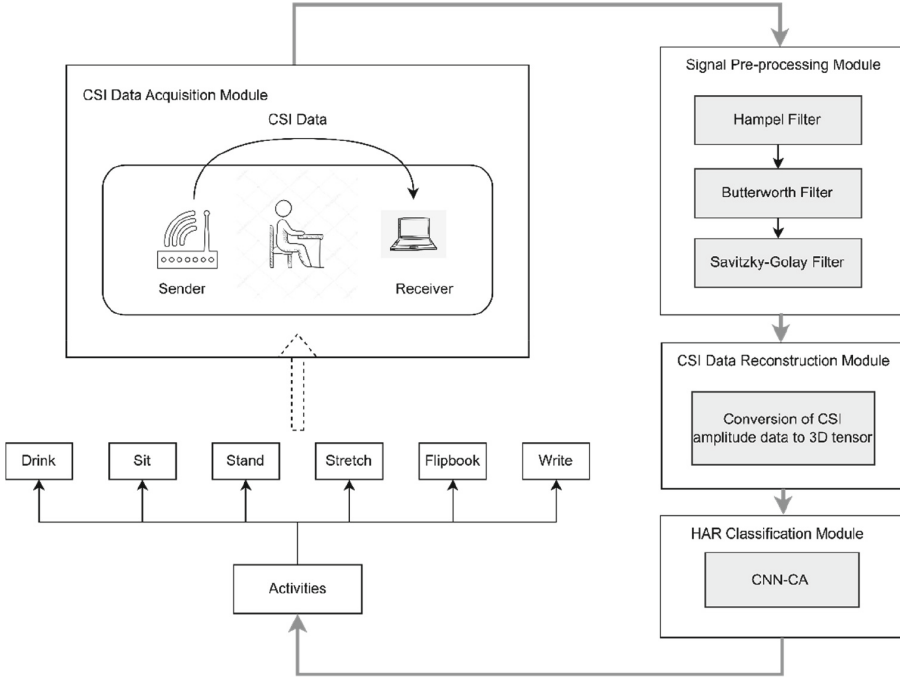 CSI Data Acquisition Module
CSI Data
Sender
Receiver
Drink
Sit
Stand
Stretch
Flipbook
Write
Activities
Signal Pre-processing Module
Hampel Filter
Butterworth Filter
Savitzky-Golay Filter
CSI Data Reconstruction Module
Conversion of CSI
amplitude data to 3D tensor
HAR Classification Module
CNN-CA